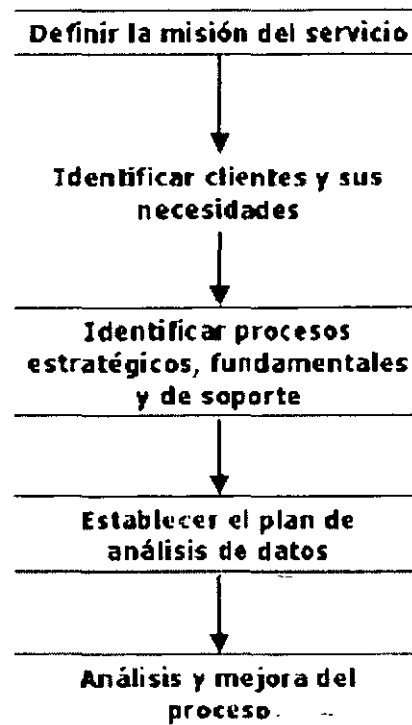 Definir la misión del servicio
Identificar clientes y sus
necesidades
Identificar procesos
estratégicos, fundamentales
y de soporte
Establecer el plan de
análisis de datos
Análisis y mejora del
proceso.